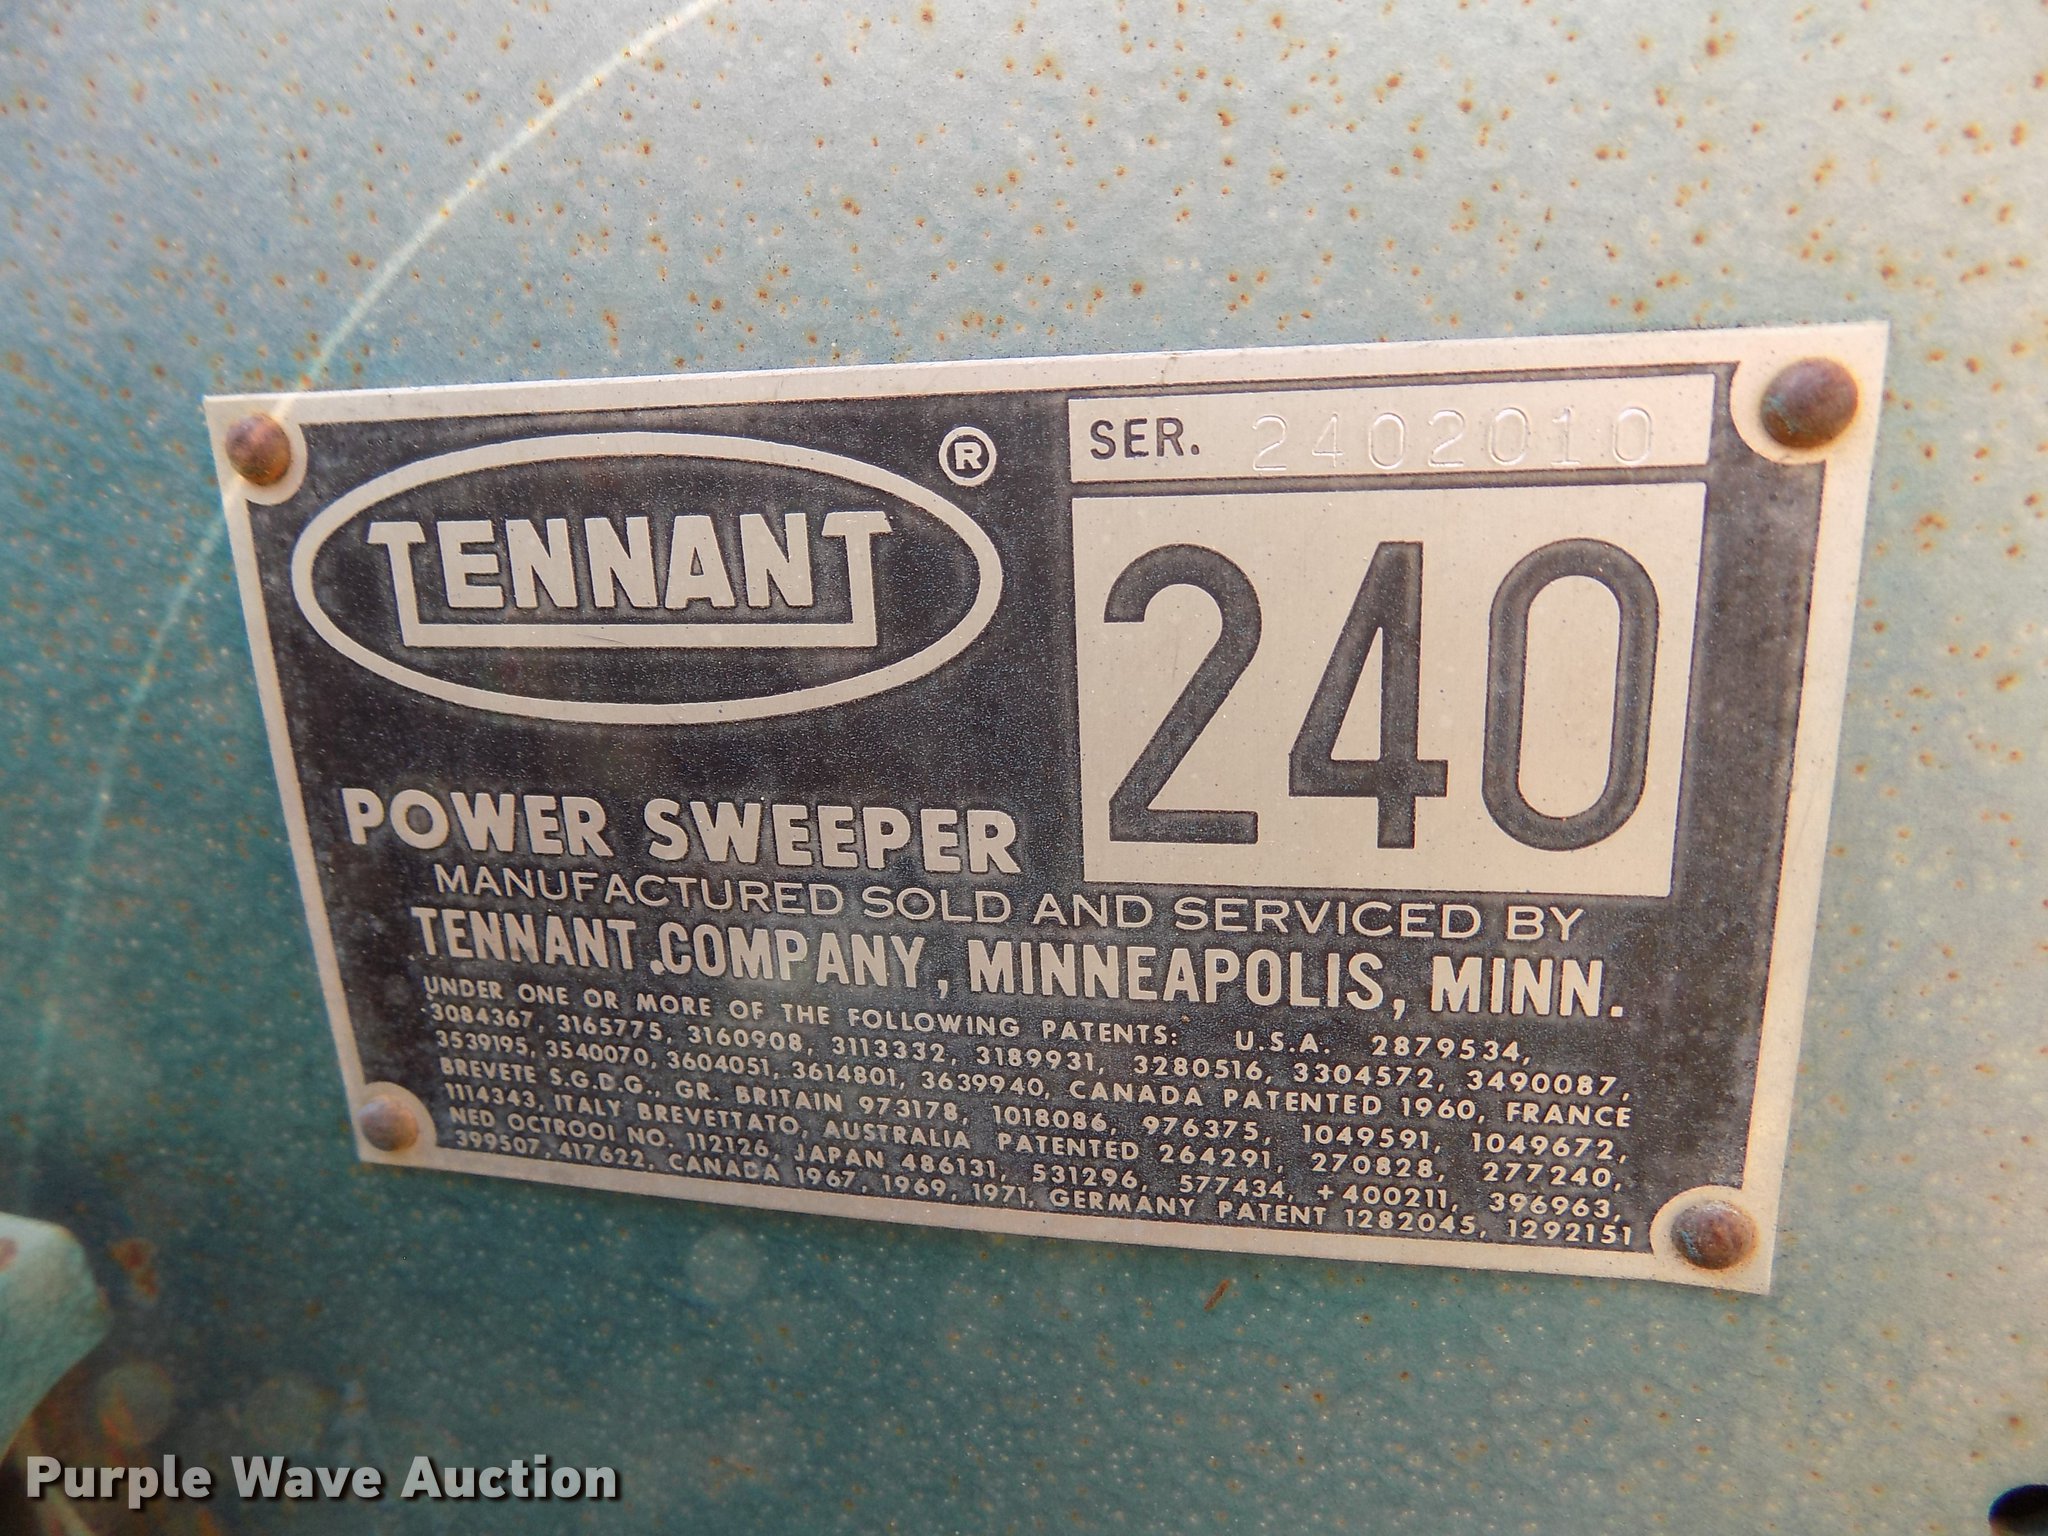 TENNANT ®
SER. 2402010
240
POWER SWEEPER
MANUFACTURED SOLD AND SERVICED BY
TENNANT COMPANY, MINNEAPOLIS, MINN.
UNDER ONE OR MORE OF THE FOLLOWING PATENTS: U.S.A. 2879534,
3084367, 3165775, 3160908, 3113332, 3189931, 3280516, 3304572, 3490087,
3539195, 3540070, 3604051, 3614801, 3639940, CANADA PATENTED 1960, FRANCE
BREVETE S.G.D.G., GR. BRITAIN 973178, 1018086, 976375, 1049591, 1049672,
1114343, ITALY BREVETTATO, AUSTRALIA PATENTED 264291, 270828, 277240,
NED OCTROOI NO. 112126, JAPAN 486131, 531296, 577434, +400211, 396963,
399507, 417622, CANADA 1967, 1969, 1971, GERMANY PATENT 1282045, 1292151
Purple Wave Auction